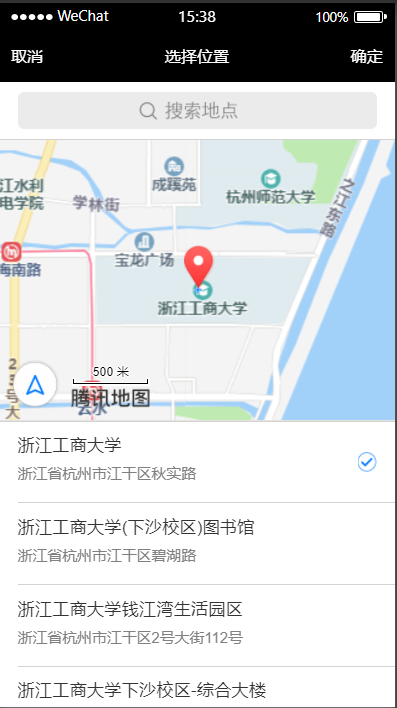 WeChat 15:38 100%
取消 选择位置 确定
搜索地点
江水利
电学院
成蹊苑
杭州师范大学
学林街
之江东路
海南路
宝龙广场
浙江工商大学
500 米
2号大
腾讯地图
云水
浙江工商大学
浙江省杭州市江干区秋实路
浙江工商大学(下沙校区)图书馆
浙江省杭州市江干区碧湖路
浙江工商大学钱江湾生活园区
浙江省杭州市江干区2号大街112号
浙江工商大学下沙校区-综合大楼